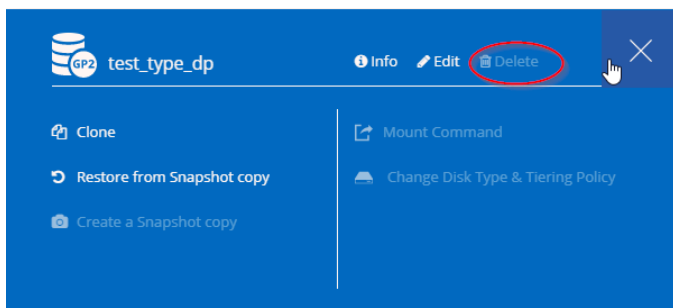 GP2 test_type_dp
Info Edit Delete
Clone
Mount Command
Restore from Snapshot copy
Change Disk Type & Tiering Policy
Create a Snapshot copy